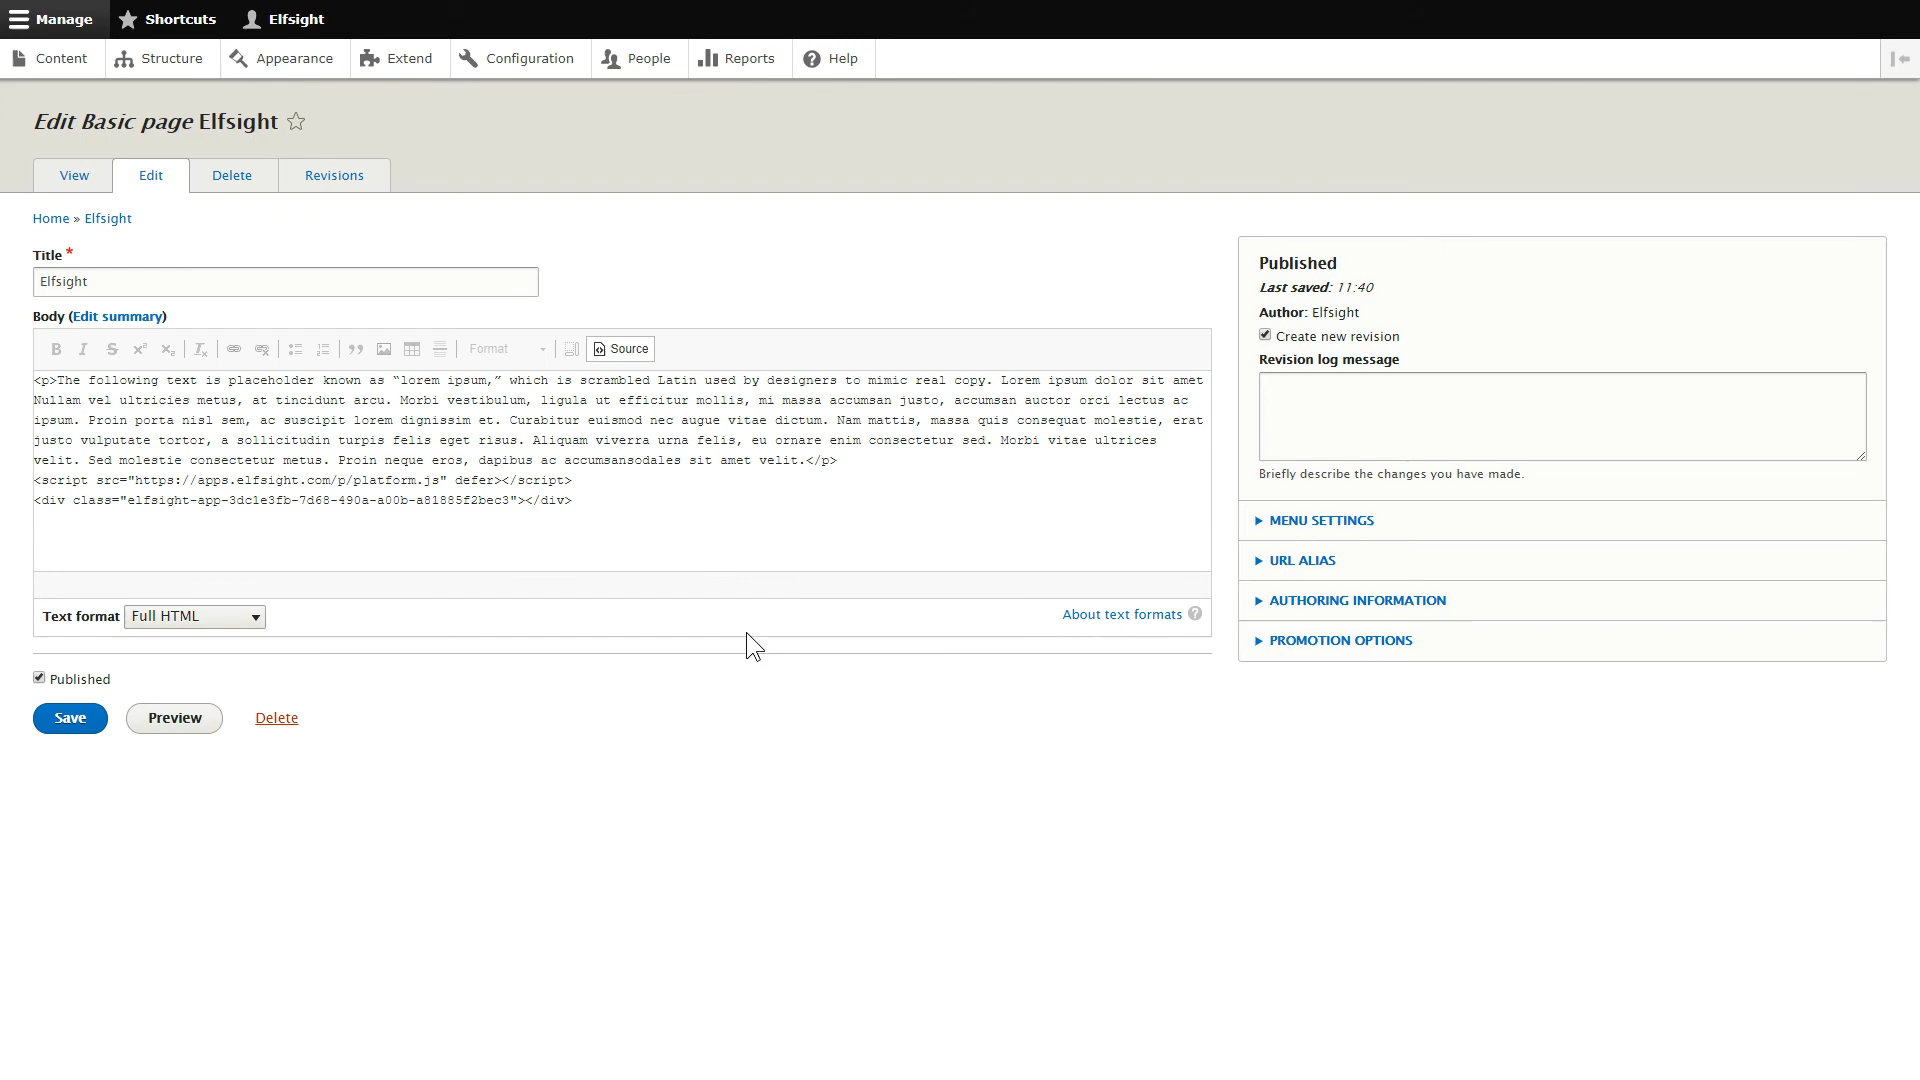 Manage Shortcuts Elfsight
Content Structure Appearance Extend Configuration People Reports Help
Edit Basic page Elfsight
View Edit Delete Revisions
Home » Elfsight
Title *
Elfsight
Body (Edit summary)
Format Source
<p>The following text is placeholder known as “lorem ipsum,” which is scrambled Latin used by designers to mimic real copy. Lorem ipsum dolor sit amet
Nullam vel ultricies metus, at tincidunt arcu. Morbi vestibulum, ligula ut efficitur mollis, mi massa accumsan justo, accumsan auctor orci lectus ac
ipsum. Proin porta nisl sem, ac suscipit lorem dignissim et. Curabitur euismod nec augue vitae dictum. Nam mattis, massa quis consequat molestie, erat
justo vulputate tortor, a sollicitudin turpis felis eget risus. Aliquam viverra urna felis, eu ornare enim consectetur sed. Morbi vitae ultrices
velit. Sed molestie consectetur metus. Proin neque eros, dapibus ac accumsansodales sit amet velit.</p>
<script src="https://apps.elfsight.com/p/platform.js" defer></script>
<div class="elfsight-app-3dc1e3fb-7d68-490a-a00b-a81885f2bec3"></div>
Text format Full HTML
About text formats ?
Published
Save Preview Delete
Published
Last saved: 11:40
Author: Elfsight
Create new revision
Revision log message
Briefly describe the changes you have made.
MENU SETTINGS
URL ALIAS
AUTHORING INFORMATION
PROMOTION OPTIONS